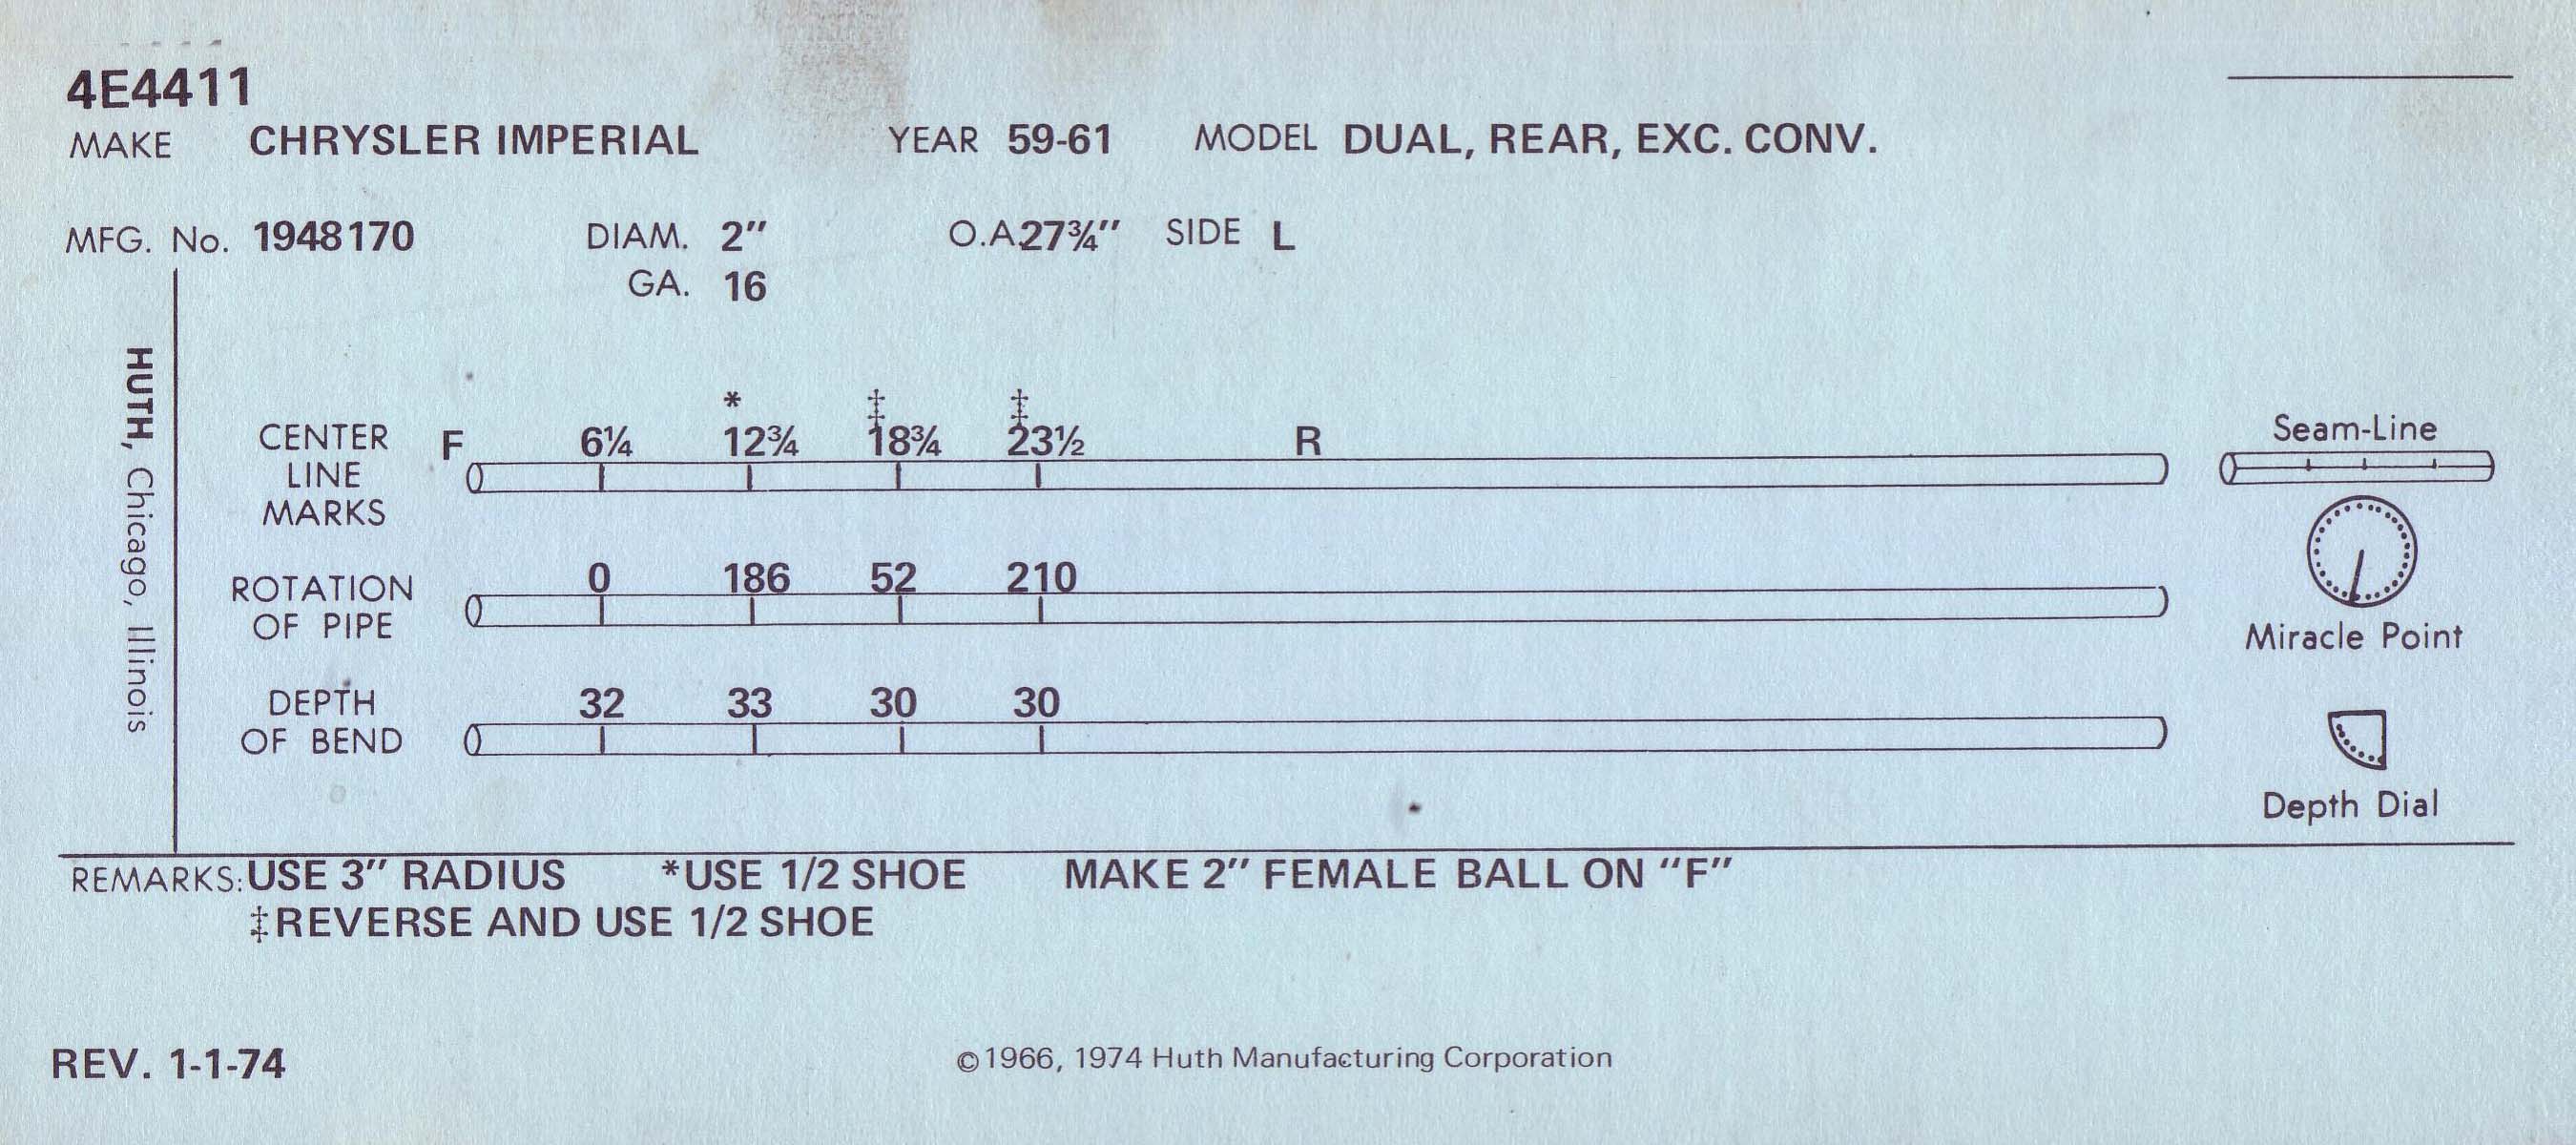 4E4411
MAKE CHRYSLER IMPERIAL YEAR 59-61 MODEL DUAL, REAR, EXC. CONV.
MFG. No. 1948170 DIAM. 2″ O.A27¾″ SIDE L
GA. 16
HUTH, Chicago, Illinois
* ‡ ‡
CENTER F 6¼ 12¾ 18¾ 23½ R Seam-Line
LINE
MARKS
ROTATION 0 186 52 210
OF PIPE
Miracle Point
DEPTH 32 33 30 30
OF BEND
Depth Dial
REMARKS: USE 3″ RADIUS *USE 1/2 SHOE MAKE 2″ FEMALE BALL ON “F”
‡REVERSE AND USE 1/2 SHOE
REV. 1-1-74 ©1966, 1974 Huth Manufacturing Corporation